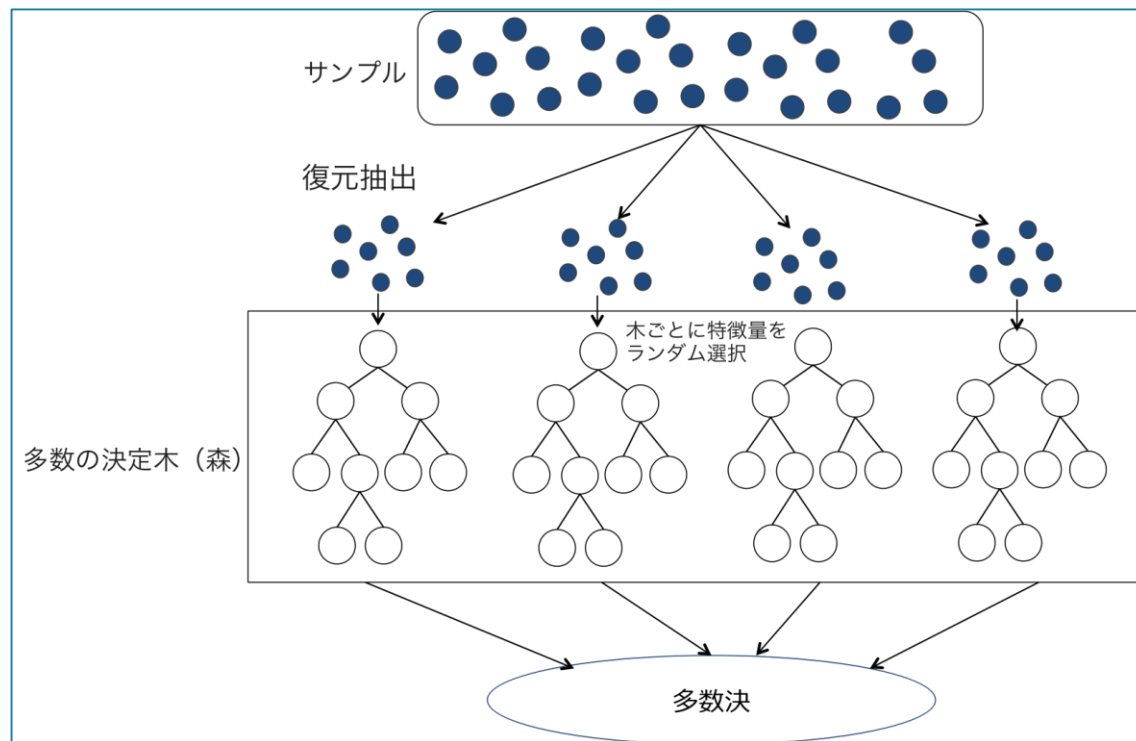 サンプル
復元抽出
木ごとに特徴量を
ランダム選択
多数の決定木（森）
多数決